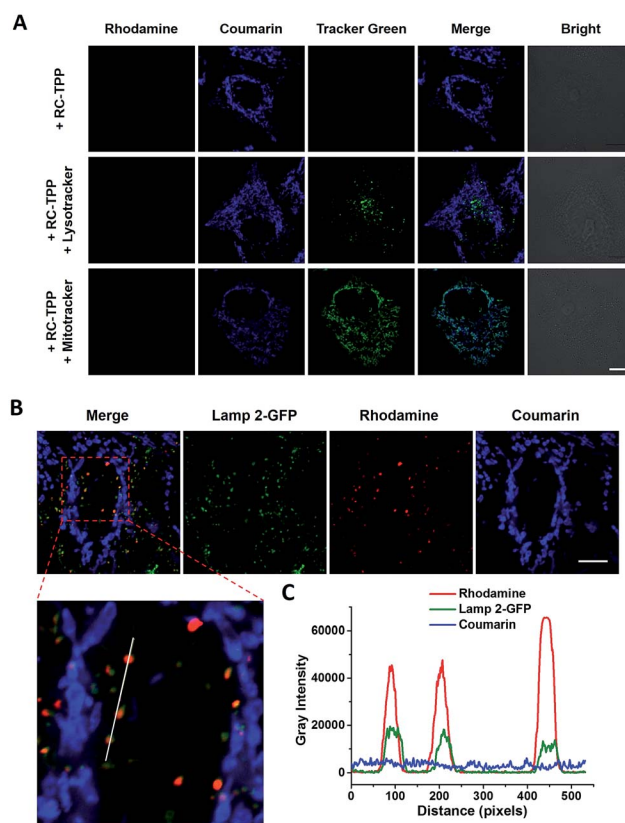 A
Rhodamine Coumarin Tracker Green Merge Bright
+ RC-TPP
+ RC-TPP
+ Lysotracker
+ RC-TPP
+ Mitotracker
B
Merge Lamp 2-GFP Rhodamine Coumarin
C
Rhodamine
Lamp 2-GFP
Coumarin
Gray Intensity
60000
40000
20000
0
0 100 200 300 400 500
Distance (pixels)